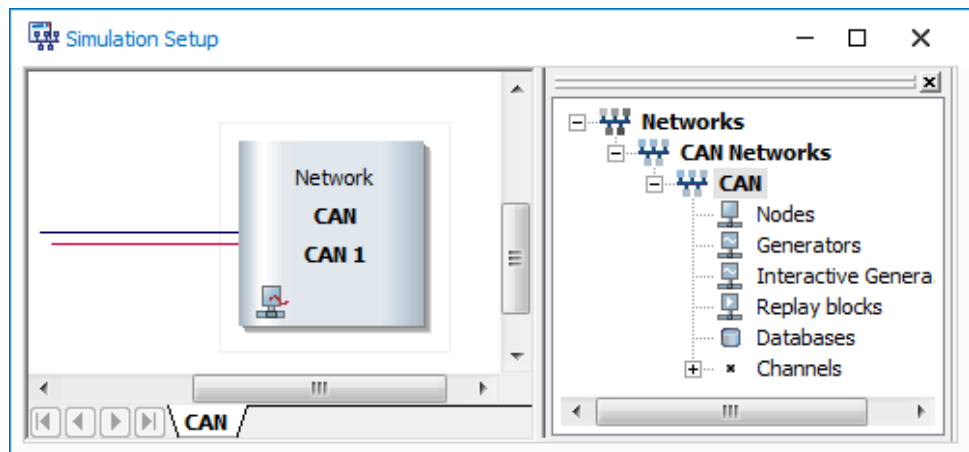 Simulation Setup
Network
CAN
CAN 1
CAN
Networks
CAN Networks
CAN
Nodes
Generators
Interactive Genera
Replay blocks
Databases
Channels